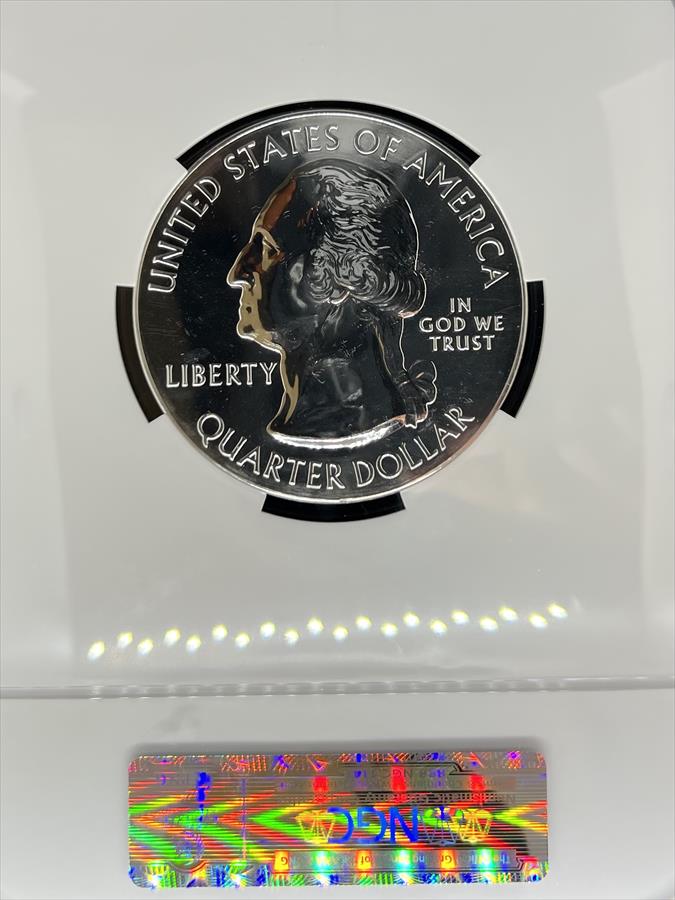 UNITED STATES OF AMERICA
IN
GOD WE
TRUST
LIBERTY
QUARTER DOLLAR
NGC